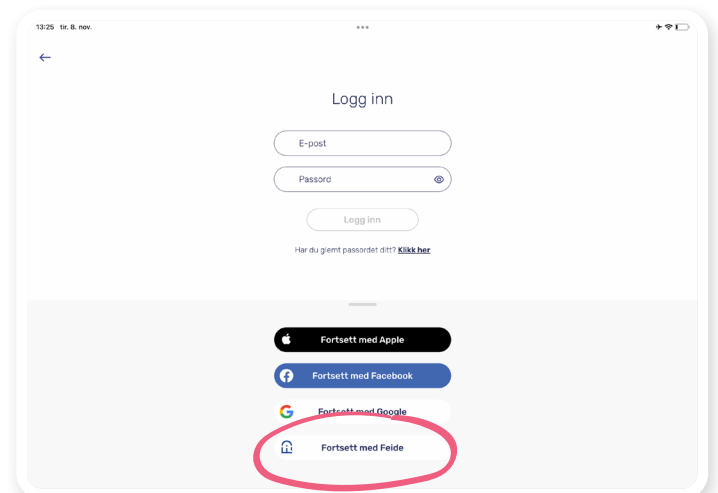 13:25 tir. 8. nov.
Logg inn
E-post
Passord
Logg inn
Har du glemt passordet ditt? Klikk her
Fortsett med Apple
Fortsett med Facebook
Fortsett med Google
Fortsett med Feide